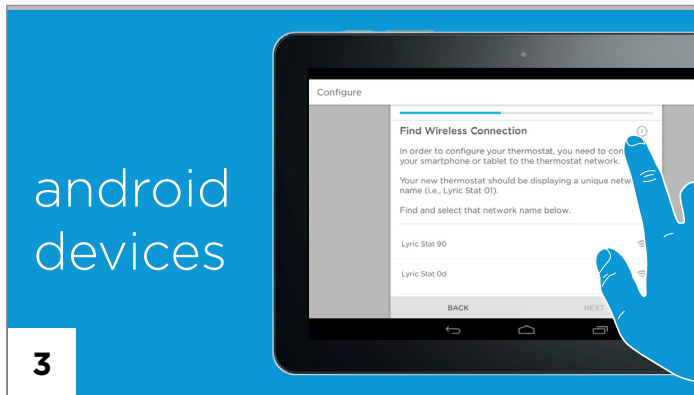 android
devices
3
Configure
Find Wireless Connection
In order to configure your thermostat, you need to
your smartphone or tablet to the thermostat network.
Your new thermostat should be displaying a unique
name (i.e., Lyric Stat 01).
Find and select that network name below.
Lyric Stat 90
Lyric Stat 0d
BACK
NEXT